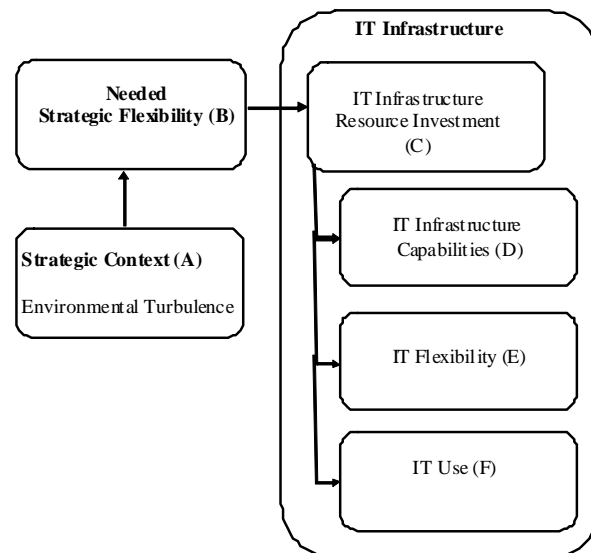 IT Infrastructure
Needed
Strategic Flexibility (B)
IT Infrastructure
Resource Investment
(C)
Strategic Context (A)
Environmental Turbulence
IT Infrastructure
Capabilities (D)
IT Flexibility (E)
IT Use (F)